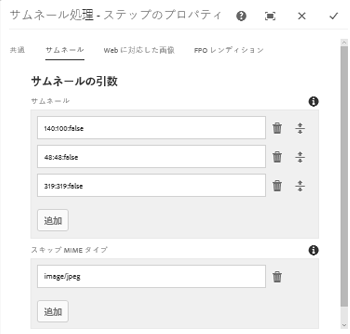 サムネール処理 - ステップのプロパティ
共通 サムネール Web に対応した画像 FPO レンディション
サムネールの引数
サムネール
140:100:false
48:48:false
319:319:false
追加
スキップ MIME タイプ
image/jpeg
追加